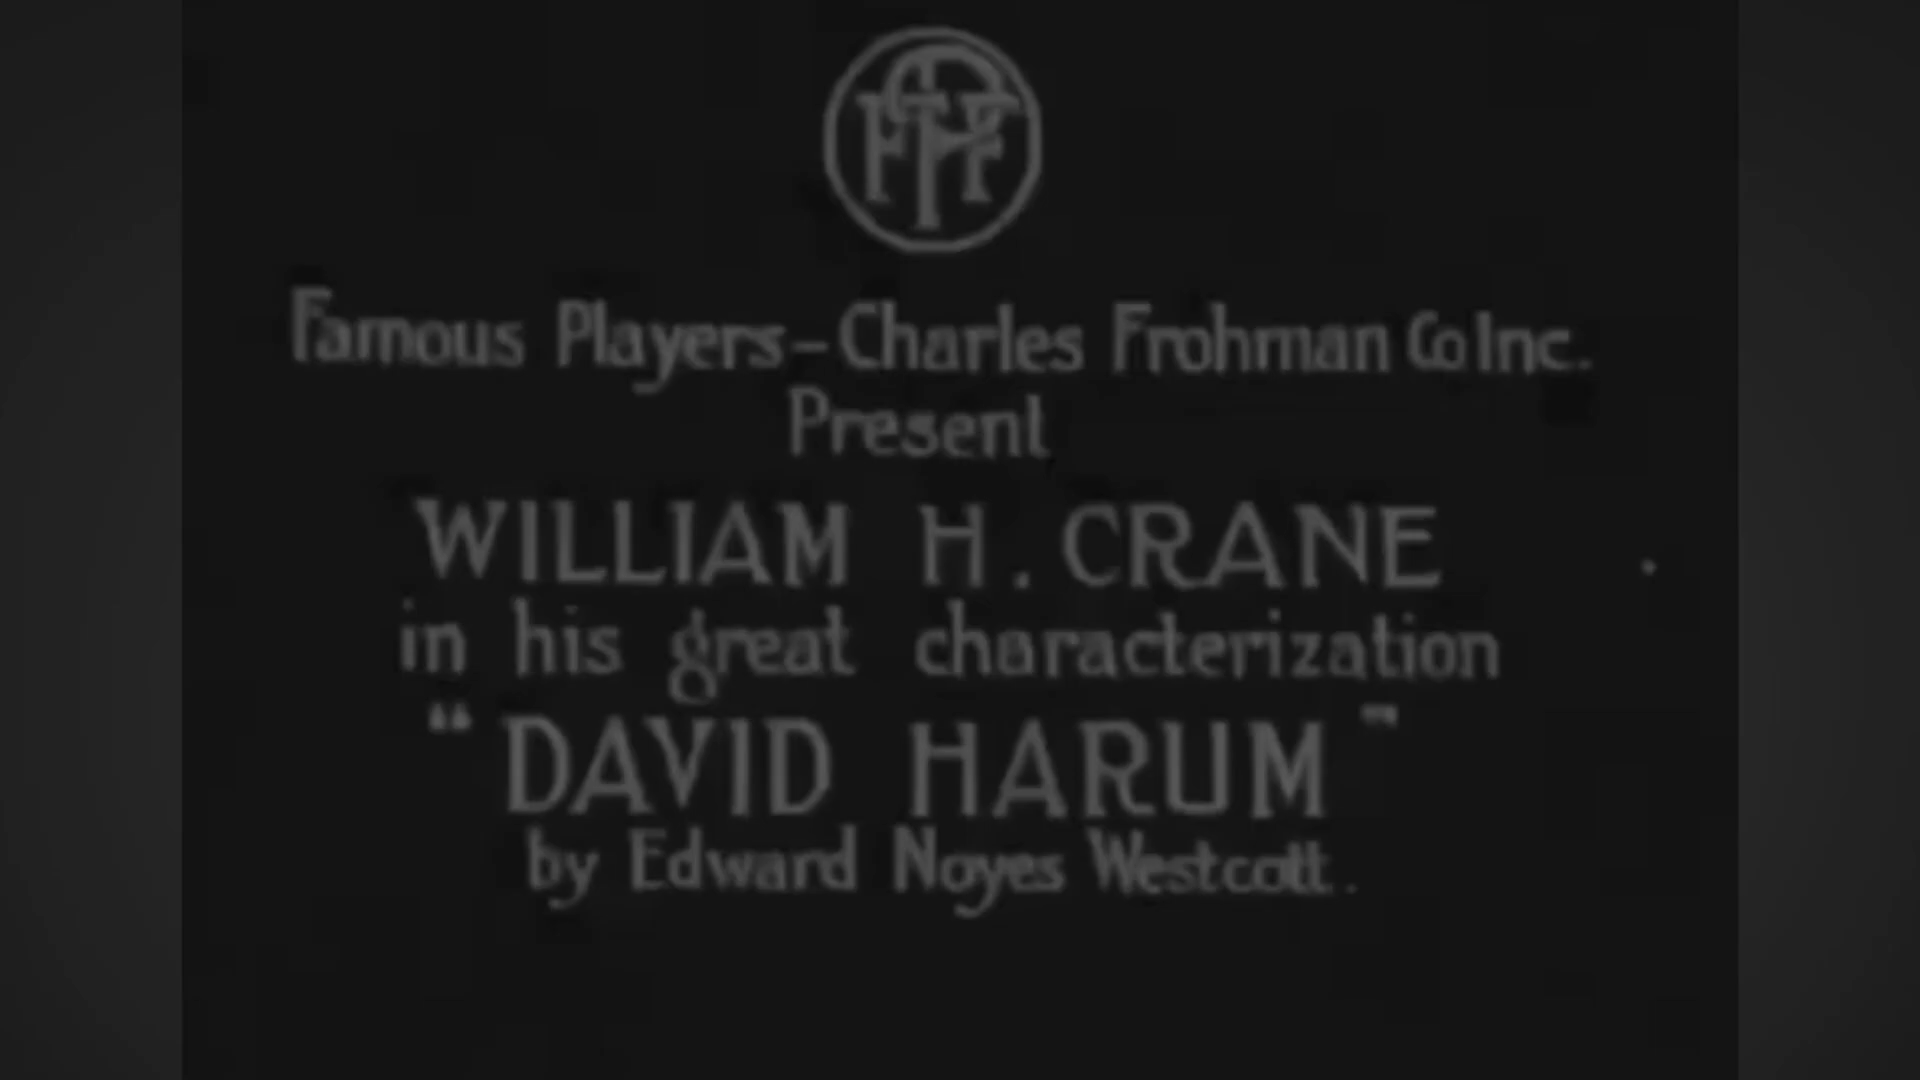 Famous Players-Charles Frohman Co Inc.
Present
WILLIAM H. CRANE
in his great characterization
"DAVID HARUM"
by Edward Noyes Westcott.